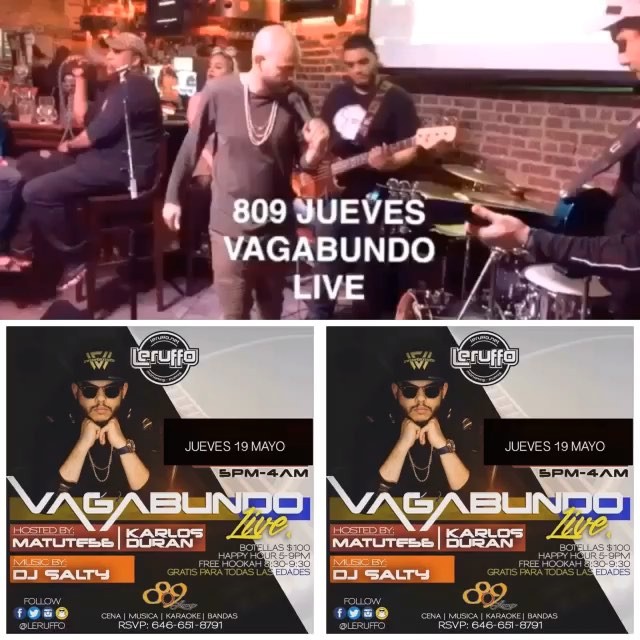 809 JUEVES
VAGABUNDO
LIVE
LERUFFO
JUEVES 19 MAYO
5PM-4AM
VAGABUNDO
Live.
HOSTED BY:
MATUTE56 | KARLOS DURAN
BOTELLAS $100
HAPPY HOUR 5-9PM
FREE HOOKAH 8:30-9:30
GRATIS PARA TODAS LAS EDADES
MUSIC BY:
DJ SALTY
809
FOLLOW
@LERUFFO
CENA | MUSICA | KARAOKE | BANDAS
RSVP: 646-651-8791
LERUFFO
JUEVES 19 MAYO
5PM-4AM
VAGABUNDO
Live.
HOSTED BY:
MATUTE56 | KARLOS DURAN
BOTELLAS $100
HAPPY HOUR 5-9PM
FREE HOOKAH 8:30-9:30
GRATIS PARA TODAS LAS EDADES
MUSIC BY:
DJ SALTY
809
FOLLOW
@LERUFFO
CENA | MUSICA | KARAOKE | BANDAS
RSVP: 646-651-8791